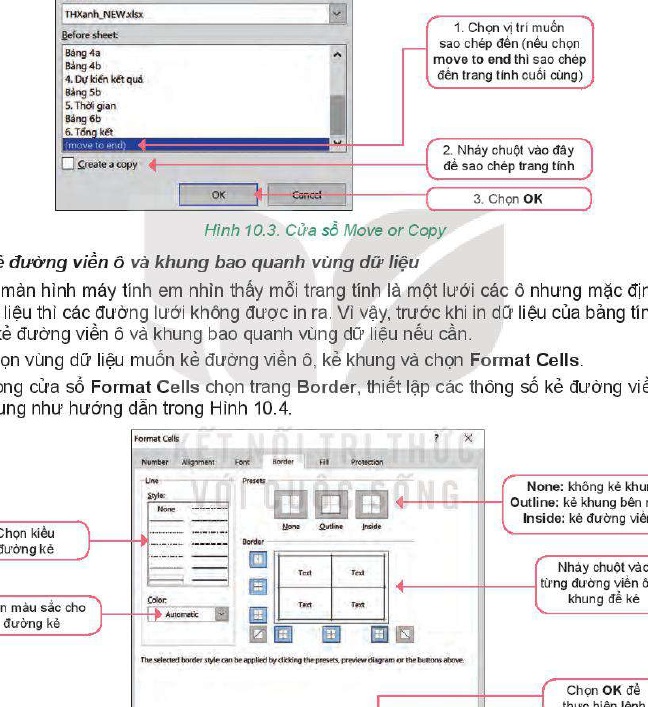 THXanh_NEW.xlsx
Before sheet:
Bảng 4a
Bảng 4b
4. Dự kiến kết quả
Bảng 5b
5. Thời gian
Bảng 6b
6. Tổng kết
(move to end)
Create a copy
OK
Cancel
1. Chọn vị trí muốn
sao chép đến (nếu chọn
move to end thì sao chép
đến trang tính cuối cùng)
2. Nháy chuột vào đây
để sao chép trang tính
3. Chọn OK
Hình 10.3. Cửa sổ Move or Copy
đường viền ô và khung bao quanh vùng dữ liệu
màn hình máy tính em nhìn thấy mỗi trang tính là một lưới các ô nhưng mặc
liệu thì các đường lưới không được in ra. Vì vậy, trước khi in dữ liệu của bảng
kẻ đường viền ô và khung bao quanh vùng dữ liệu nếu cần.
vùng dữ liệu muốn kẻ đường viền ô, kẻ khung và chọn Format Cells.
cửa sổ Format Cells chọn trang Border, thiết lập các thông số kẻ đường
như hướng dẫn trong Hình 10.4.
KẾT NỐI TRI THỨC
VỚI CUỘC SỐNG
Format Cells
?
Number Alignment Font Border Fill Protection
Line
Style:
None
Color:
Automatic
Presets
None Outline Inside
Border
Text Text
Text Text
The selected border style can be applied by clicking the presets, preview diagram or the buttons above.
Chọn kiểu
đường kẻ
màu sắc cho
đường kẻ
None: không kẻ
Outline: kẻ khung bên
Inside: kẻ đường
Nháy chuột
từng đường viền
khung để kẻ
Chọn OK để
thực hiện lệnh